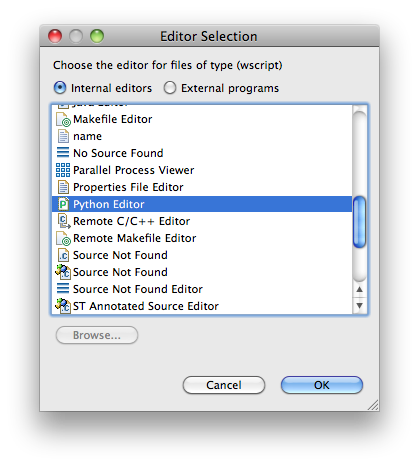 Editor Selection
Choose the editor for files of type (wscript)
Internal editors External programs
Makefile Editor
name
No Source Found
Parallel Process Viewer
Properties File Editor
Python Editor
Remote C/C++ Editor
Remote Makefile Editor
Source Not Found
Source Not Found
Source Not Found Editor
ST Annotated Source Editor
Browse...
Cancel OK